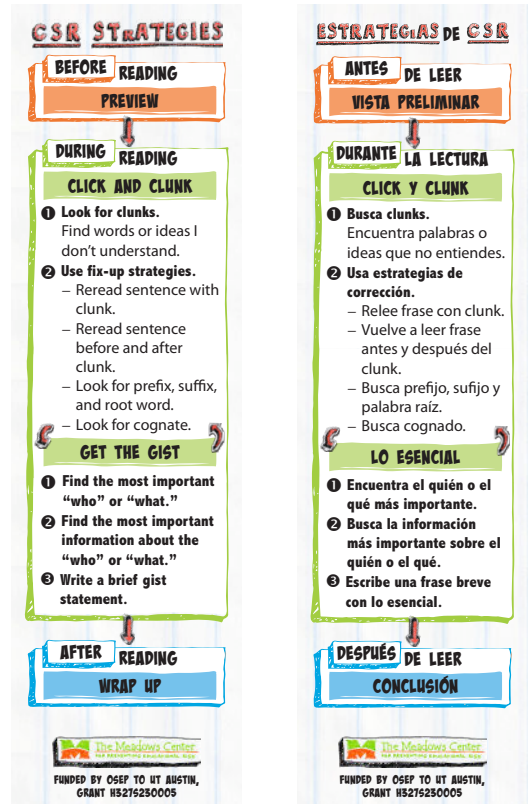 CSR STRATEGIES
BEFORE READING
PREVIEW
DURING READING
CLICK AND CLUNK
❶ Look for clunks.
Find words or ideas I
don't understand.
❷ Use fix-up strategies.
– Reread sentence with
clunk.
– Reread sentence
before and after
clunk.
– Look for prefix, suffix,
and root word.
– Look for cognate.
GET THE GIST
❶ Find the most important
“who” or “what.”
❷ Find the most important
information about the
“who” or “what.”
❸ Write a brief gist
statement.
AFTER READING
WRAP UP
The Meadows Center
FOR PREVENTING EDUCATIONAL RISK
FUNDED BY OSEP TO UT AUSTIN,
GRANT H327S230005
ESTRATEGIAS DE CSR
ANTES DE LEER
VISTA PRELIMINAR
DURANTE LA LECTURA
CLICK Y CLUNK
❶ Busca clunks.
Encuentra palabras o
ideas que no entiendes.
❷ Usa estrategias de
corrección.
– Relee frase con clunk.
– Vuelve a leer frase
antes y después del
clunk.
– Busca prefijo, sufijo y
palabra raíz.
– Busca cognado.
LO ESENCIAL
❶ Encuentra el quién o el
qué más importante.
❷ Busca la información
más importante sobre el
quién o el qué.
❸ Escribe una frase breve
con lo esencial.
DESPUÉS DE LEER
CONCLUSIÓN
The Meadows Center
FOR PREVENTING EDUCATIONAL RISK
FUNDED BY OSEP TO UT AUSTIN,
GRANT H327S230005